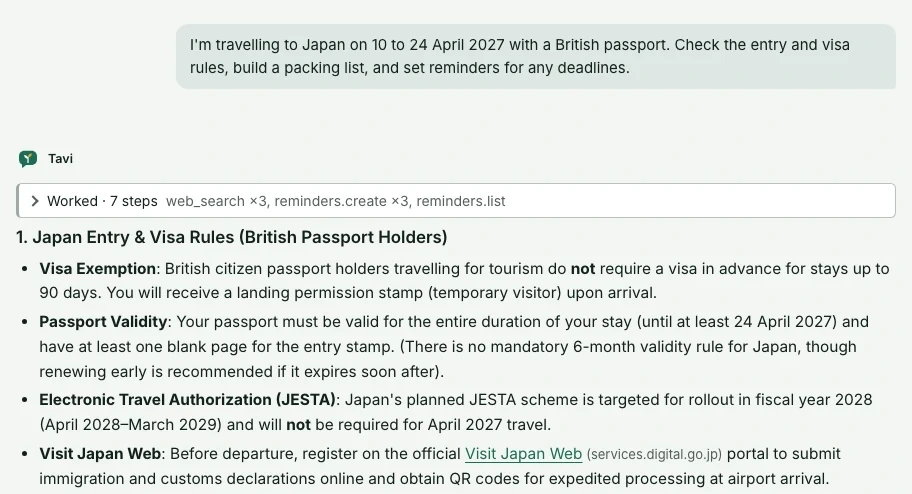 I'm travelling to Japan on 10 to 24 April 2027 with a British passport. Check the entry and visa
rules, build a packing list, and set reminders for any deadlines.
Tavi
Worked · 7 steps web_search ×3, reminders.create ×3, reminders.list
1. Japan Entry & Visa Rules (British Passport Holders)
• Visa Exemption: British citizen passport holders travelling for tourism do not require a visa in advance for stays up to
90 days. You will receive a landing permission stamp (temporary visitor) upon arrival.
• Passport Validity: Your passport must be valid for the entire duration of your stay (until at least 24 April 2027) and
have at least one blank page for the entry stamp. (There is no mandatory 6-month validity rule for Japan, though
renewing early is recommended if it expires soon after).
• Electronic Travel Authorization (JESTA): Japan's planned JESTA scheme is targeted for rollout in fiscal year 2028
(April 2028–March 2029) and will not be required for April 2027 travel.
• Visit Japan Web: Before departure, register on the official Visit Japan Web (services.digital.go.jp) portal to submit
immigration and customs declarations online and obtain QR codes for expedited processing at airport arrival.